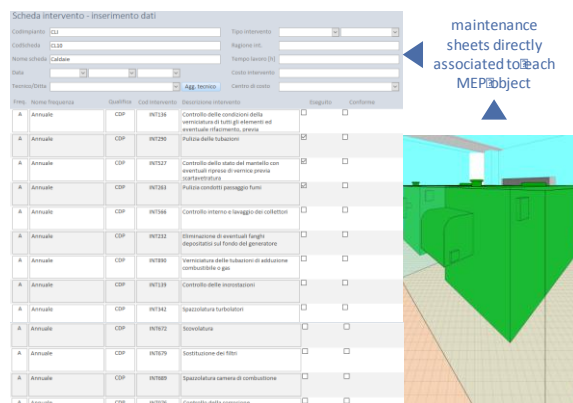 Scheda intervento - inserimento dati
Codimpianto CLI Tipo intervento
Codscheda CL10 Ragione int.
Nome scheda Caldaie Tempo lavoro [h]
Data Costo intervento
Tecnico/Ditta Agg. tecnico Centro di costo
Freq. Nome frequenza Qualifica Cod intervento Descrizione intervento Eseguito Conforme
A Annuale CDP INT136 Controllo delle condizioni della
verniciatura di tutti gli elementi ed
eventuale rifacimento, previa
A Annuale CDP INT290 Pulizia delle tubazioni
A Annuale CDP INT527 Controllo dello stato del mantello con
eventuali riprese di vernice previa
scartavetratura
A Annuale CDP INT263 Pulizia condotti passaggio fumi
A Annuale CDP INT366 Controllo interno e lavaggio dei collettori
A Annuale CDP INT232 Eliminazione di eventuali fanghi
depositatisi sul fondo del generatore
A Annuale CDP INT890 Verniciatura delle tubazioni di adduzione
combustibile o gas
A Annuale CDP INT139 Controllo delle incrostazioni
A Annuale CDP INT342 Spazzolatura turbolatori
A Annuale CDP INT672 Scovolatura
A Annuale CDP INT679 Sostituzione dei filtri
A Annuale CDP INT689 Spazzolatura camera di combustione
A Annuale CDP Controllo della corrosione
maintenance
sheets directly
associated to each
MEP object